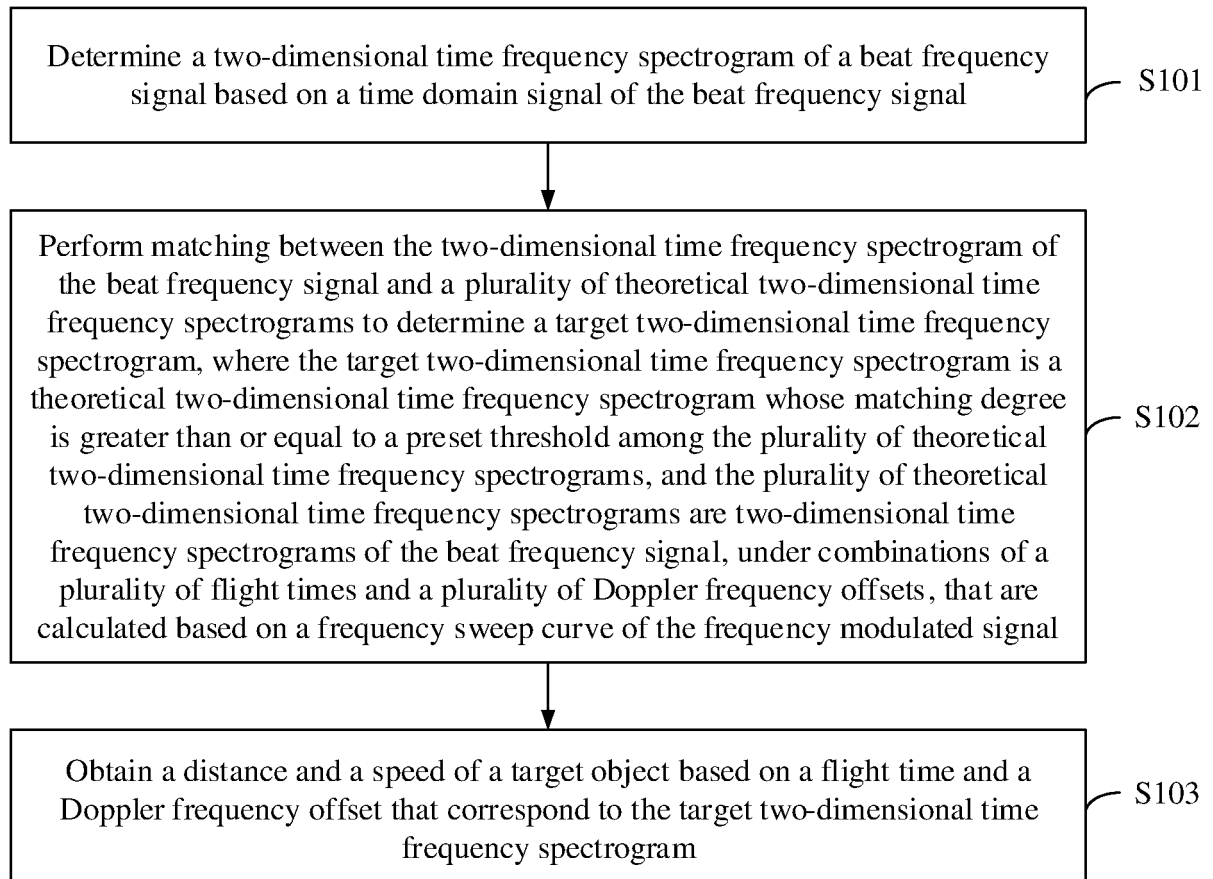 Determine a two-dimensional time frequency spectrogram of a beat frequency
signal based on a time domain signal of the beat frequency signal
S101
Perform matching between the two-dimensional time frequency spectrogram of
the beat frequency signal and a plurality of theoretical two-dimensional time
frequency spectrograms to determine a target two-dimensional time frequency
spectrogram, where the target two-dimensional time frequency spectrogram is a
theoretical two-dimensional time frequency spectrogram whose matching degree
is greater than or equal to a preset threshold among the plurality of theoretical
two-dimensional time frequency spectrograms, and the plurality of theoretical
two-dimensional time frequency spectrograms are two-dimensional time
frequency spectrograms of the beat frequency signal, under combinations of a
plurality of flight times and a plurality of Doppler frequency offsets, that are
calculated based on a frequency sweep curve of the frequency modulated signal
S102
Obtain a distance and a speed of a target object based on a flight time and a
Doppler frequency offset that correspond to the target two-dimensional time
frequency spectrogram
S103